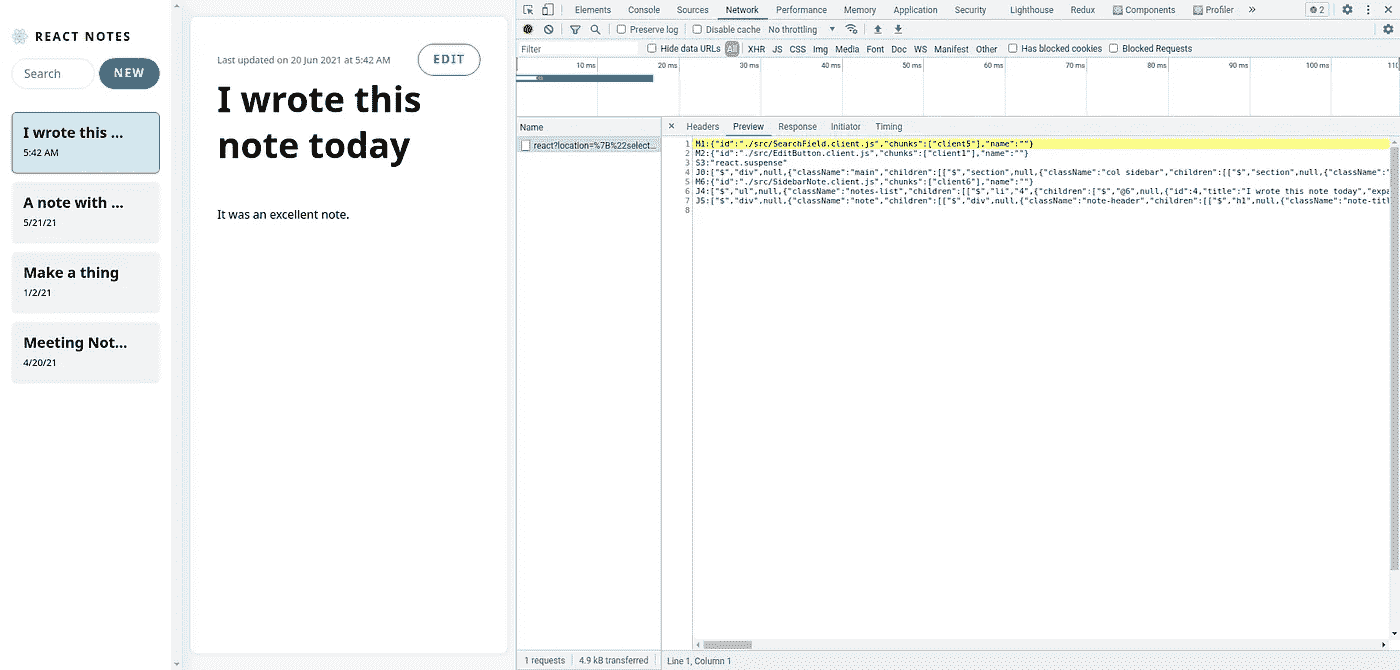 REACT NOTES
Search
NEW
I wrote this ...
5:42 AM
A note with ...
5/21/21
Make a thing
1/2/21
Meeting Not...
4/20/21
Last updated on 20 Jun 2021 at 5:42 AM
EDIT
I wrote this
note today
It was an excellent note.
Elements Console Sources Network Performance Memory Application Security Lighthouse Redux Components Profiler » 2
Preserve log Disable cache No throttling
Filter Hide data URLs All XHR JS CSS Img Media Font Doc WS Manifest Other Has blocked cookies Blocked Requests
10 ms 20 ms 30 ms 40 ms 50 ms 60 ms 70 ms 80 ms 90 ms 100 ms 110
Name
react?location=%7B%22select...
× Headers Preview Response Initiator Timing
1 M1:{"id":"./src/SearchField.client.js","chunks":["client5"],"name":""}
2 M2:{"id":"./src/EditButton.client.js","chunks":["client1"],"name":""}
3 S3:"react.suspense"
4 J0:["$","div",null,{"className":"main","children":[["$","section",null,{"className":"col sidebar","children":[["$","section",null,{"className":"
5 M6:{"id":"./src/SidebarNote.client.js","chunks":["client6"],"name":""}
6 J4:["$","ul",null,{"className":"notes-list","children":[["$","li","4",{"children":["$","@6",null,{"id":4,"title":"I wrote this note today","expa
7 J5:["$","div",null,{"className":"note","children":[["$","div",null,{"className":"note-header","children":[["$","h1",null,{"className":"note-titl
8
1 requests 4.9 kB transferred
Line 1, Column 1